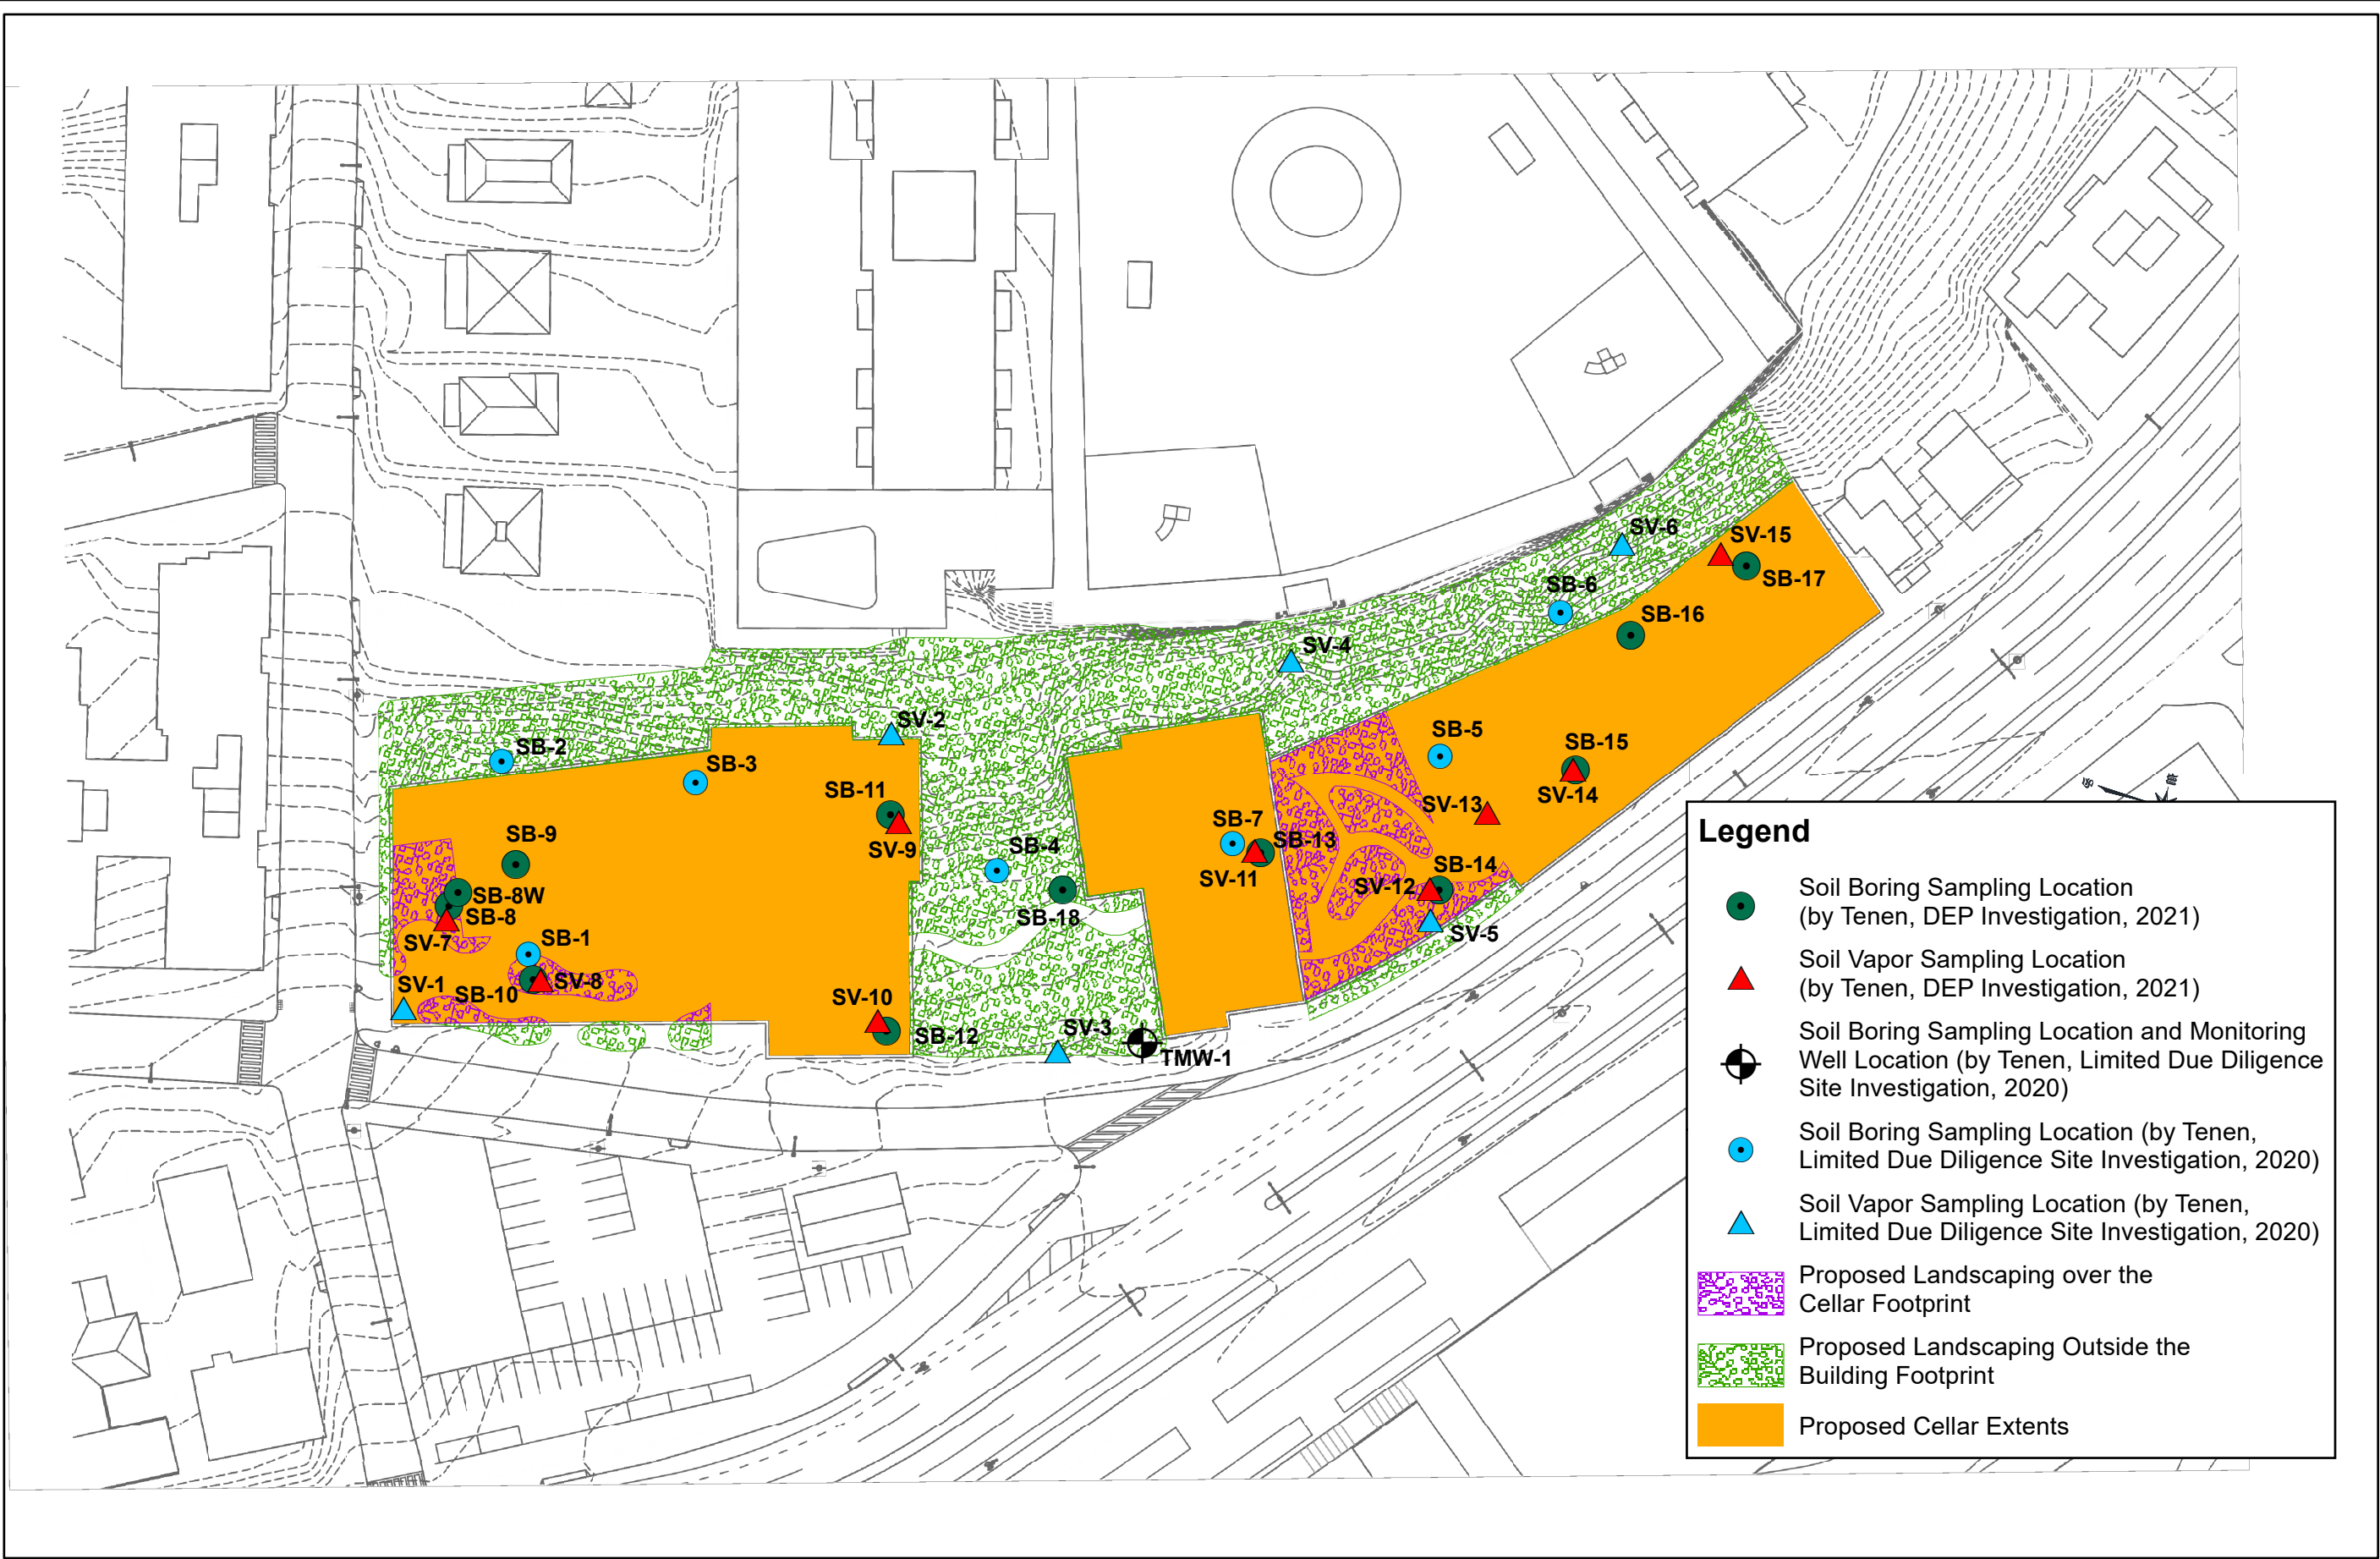 SV-6
SV-15
SB-17
SB-6
SB-16
SV-4
SV-2
SB-2
SB-3
SB-5
SB-15
SV-14
SV-13
SB-11
SV-9
SB-9
SB-7
SB-13
SV-11
SB-4
SB-18
SB-14
SV-12
SV-5
SB-8W
SB-8
SV-7
SB-1
SV-8
SV-1
SB-10
SV-10
SB-12
SV-3
TMW-1
Legend
Soil Boring Sampling Location
(by Tenen, DEP Investigation, 2021)
Soil Vapor Sampling Location
(by Tenen, DEP Investigation, 2021)
Soil Boring Sampling Location and Monitoring
Well Location (by Tenen, Limited Due Diligence
Site Investigation, 2020)
Soil Boring Sampling Location (by Tenen,
Limited Due Diligence Site Investigation, 2020)
Soil Vapor Sampling Location (by Tenen,
Limited Due Diligence Site Investigation, 2020)
Proposed Landscaping over the
Cellar Footprint
Proposed Landscaping Outside the
Building Footprint
Proposed Cellar Extents